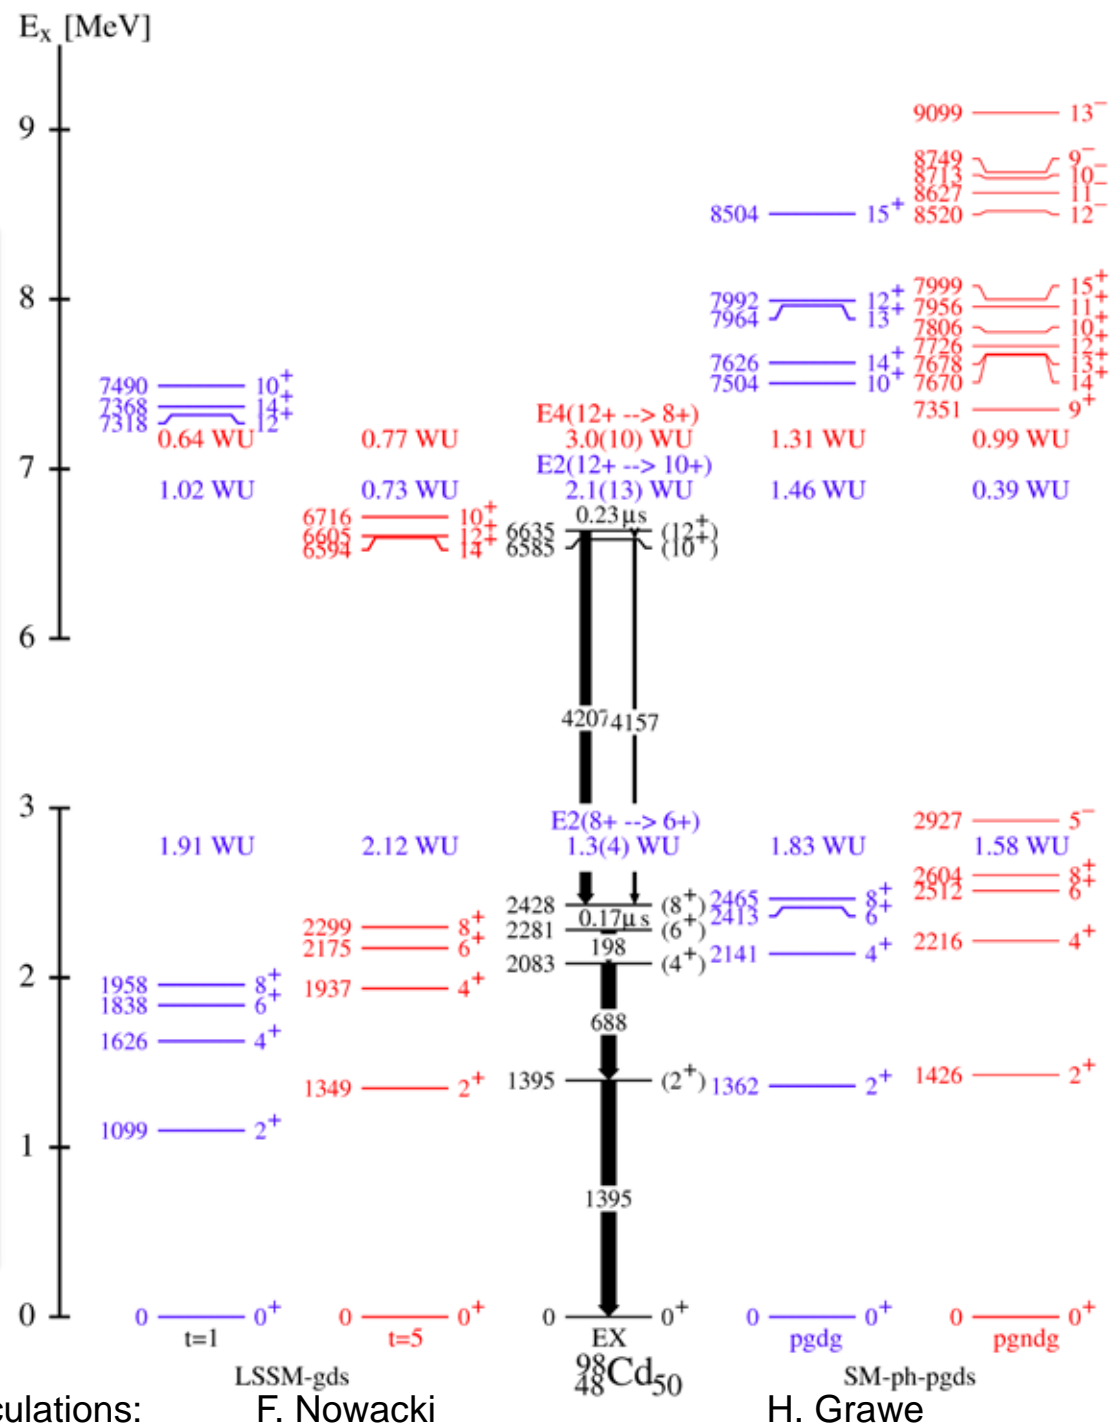 Eₓ [MeV]
9
8
7
6
3
2
1
0
7490 10⁺
7368 14⁺
7318 12⁺
0.64 WU
1.02 WU
1.91 WU
1958 8⁺
1838 6⁺
1626 4⁺
1099 2⁺
0 0⁺
t=1
0.77 WU
0.73 WU
6716 10⁺
6605 12⁺
6594 14⁺
2.12 WU
2299 8⁺
2175 6⁺
1937 4⁺
1349 2⁺
0 0⁺
t=5
LSSM-gds
E4(12+ --> 8+)
3.0(10) WU
E2(12+ --> 10+)
2.1(13) WU
0.23μs
6635 (12⁺)
6585 (10⁺)
4207 4157
E2(8+ --> 6+)
1.3(4) WU
2428 (8⁺)
0.17μs
2281 (6⁺)
198
2083 (4⁺)
688
1395 (2⁺)
1395
0 0⁺
EX
⁹⁸₄₈Cd₅₀
8504 15⁺
7992 12⁺
7964 13⁺
7626 14⁺
7504 10⁺
1.31 WU
1.46 WU
1.83 WU
2465 8⁺
2413 6⁺
2141 4⁺
1362 2⁺
0 0⁺
pgdg
9099 13⁻
8749 9⁻
8713 10⁻
8627 11⁻
8520 12⁻
7999 15⁺
7956 11⁺
7806 10⁺
7726 12⁺
7678 13⁺
7670 14⁺
7351 9⁺
0.99 WU
0.39 WU
2927 5⁻
1.58 WU
2604 8⁺
2512 6⁺
2216 4⁺
1426 2⁺
0 0⁺
pgndg
SM-ph-pgds
culations: F. Nowacki H. Grawe